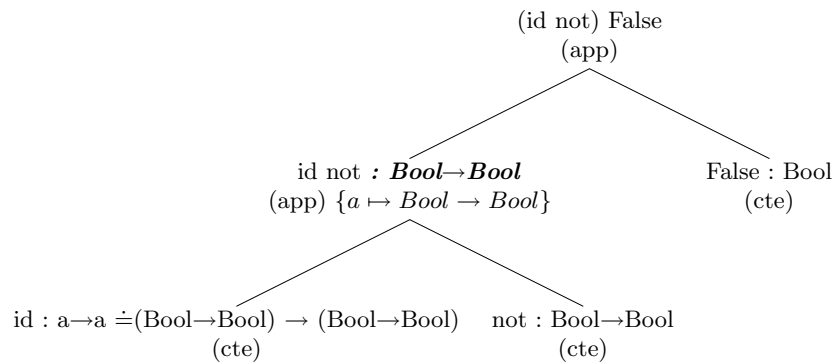 (id not) False
(app)
id not : Bool→Bool
False : Bool
(app) {a ↦ Bool → Bool}
(cte)
id : a→a ≐(Bool→Bool) → (Bool→Bool)
not : Bool→Bool
(cte)
(cte)